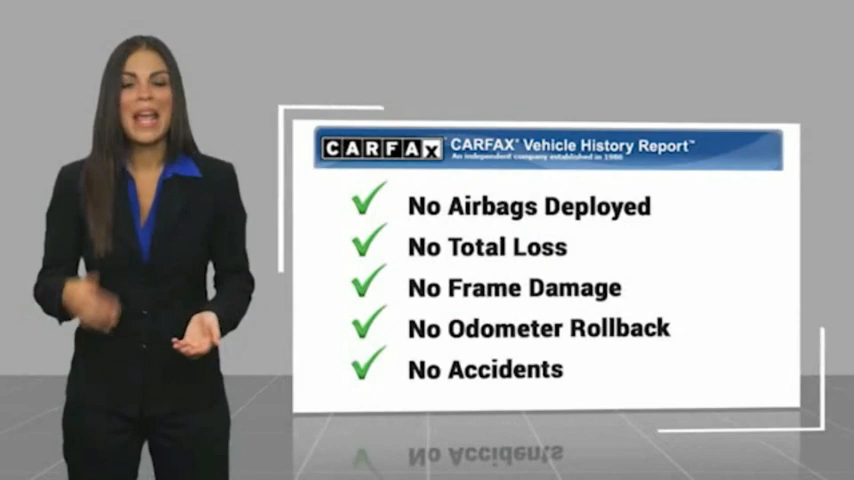 CARFAX CARFAX® Vehicle History Report™
An independent company established in 1986
No Airbags Deployed
No Total Loss
No Frame Damage
No Odometer Rollback
No Accidents
No Accidents